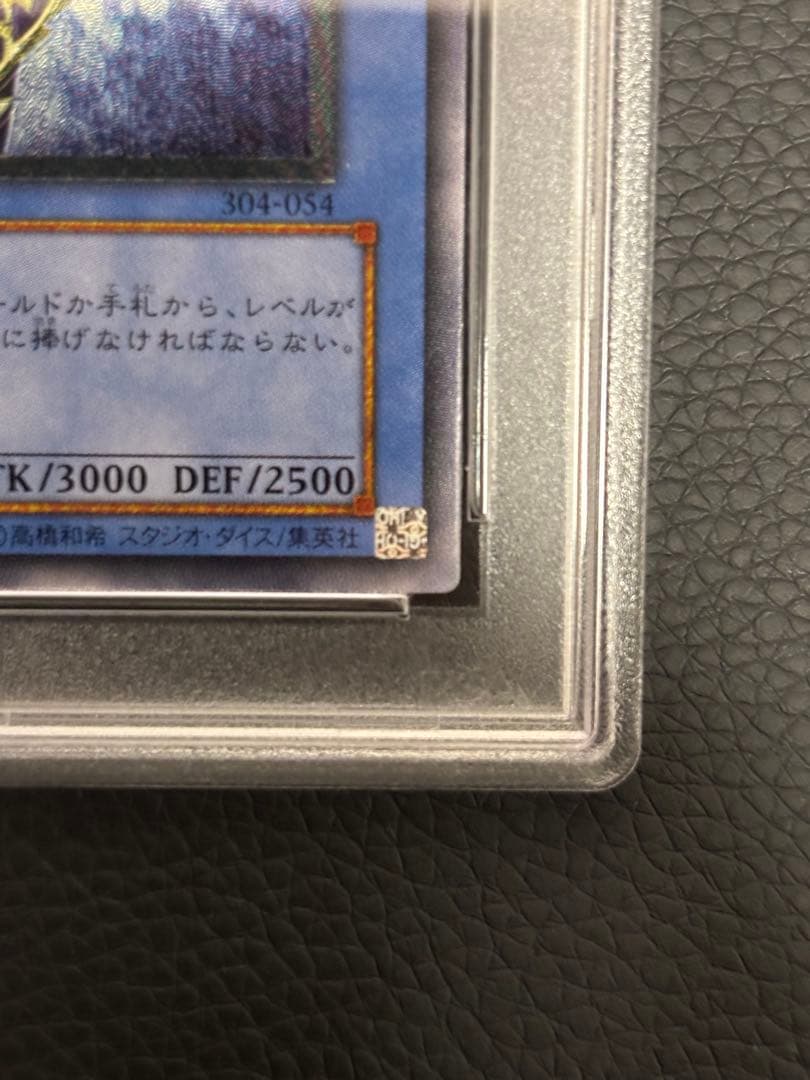 304-054
ールドか手札から、レベルが
に捧げなければならない。
TK/3000 DEF/2500
高橋和希 スタジオ・ダイス/集英社